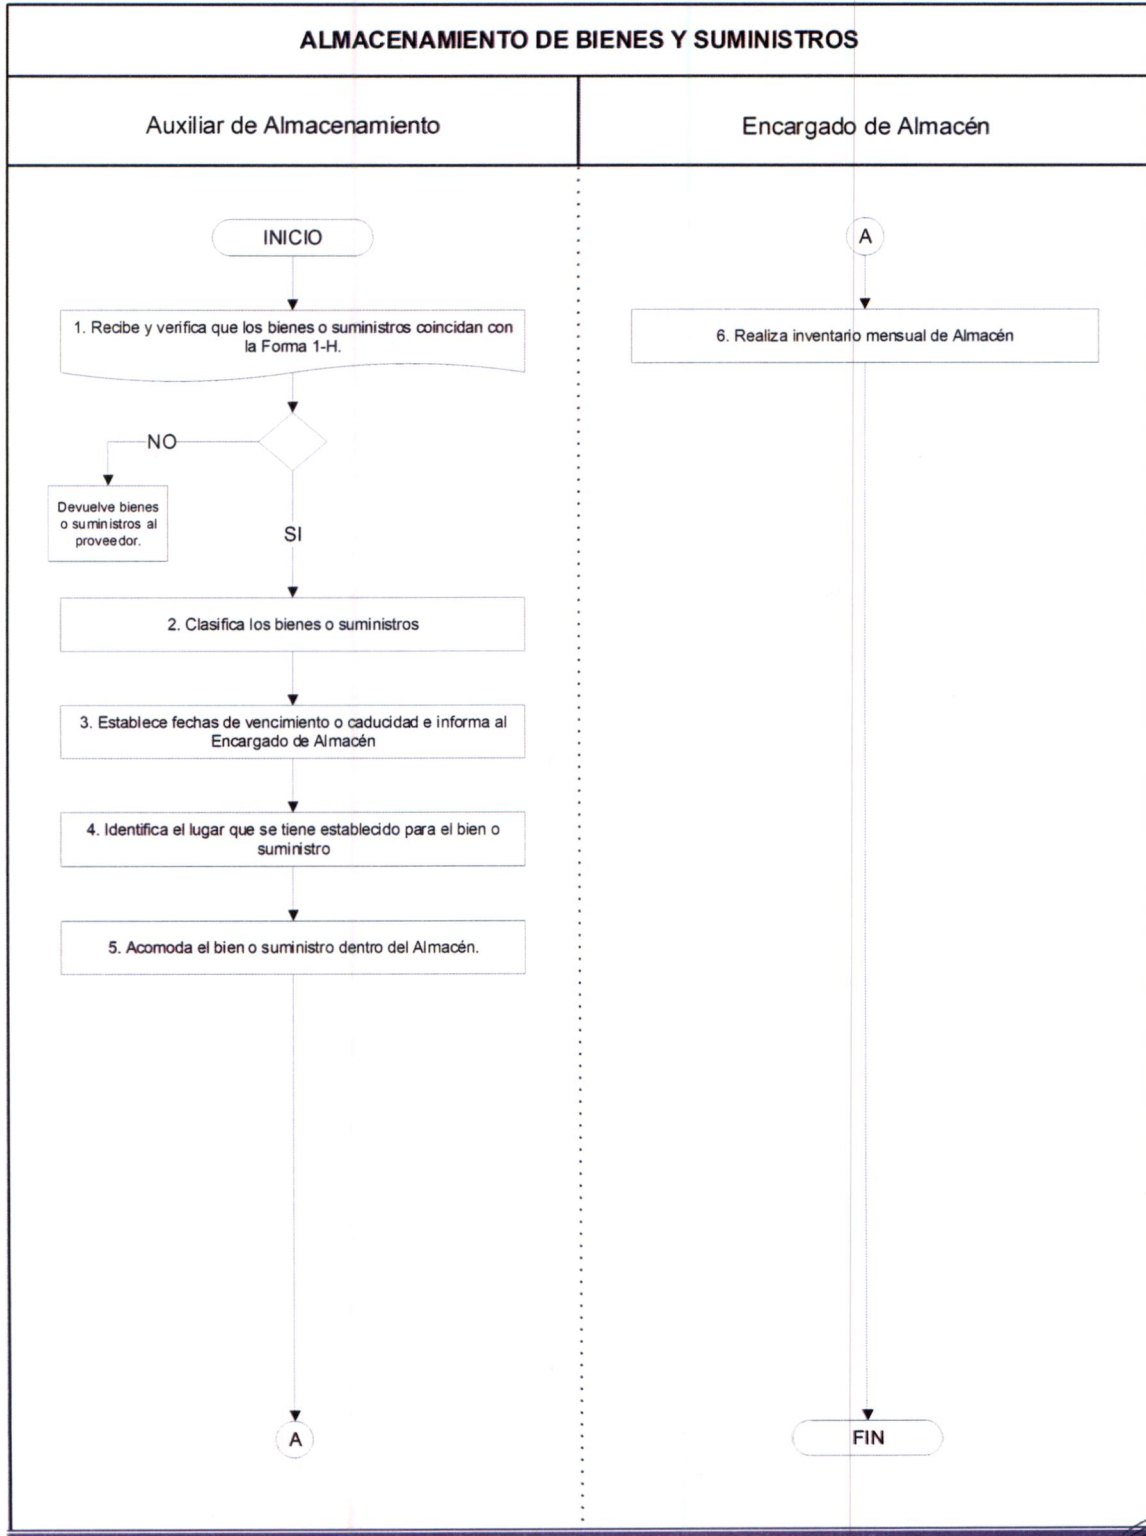 ALMACENAMIENTO DE BIENES Y SUMINISTROS
Auxiliar de Almacenamiento
Encargado de Almacén
INICIO
1. Recibe y verifica que los bienes o suministros coincidan con
la Forma 1-H.
NO
Devuelve bienes
o suministros al
proveedor.
SI
2. Clasifica los bienes o suministros
3. Establece fechas de vencimiento o caducidad e informa al
Encargado de Almacén
4. Identifica el lugar que se tiene establecido para el bien o
suministro
5. Acomoda el bien o suministro dentro del Almacén.
A
A
6. Realiza inventario mensual de Almacén
FIN